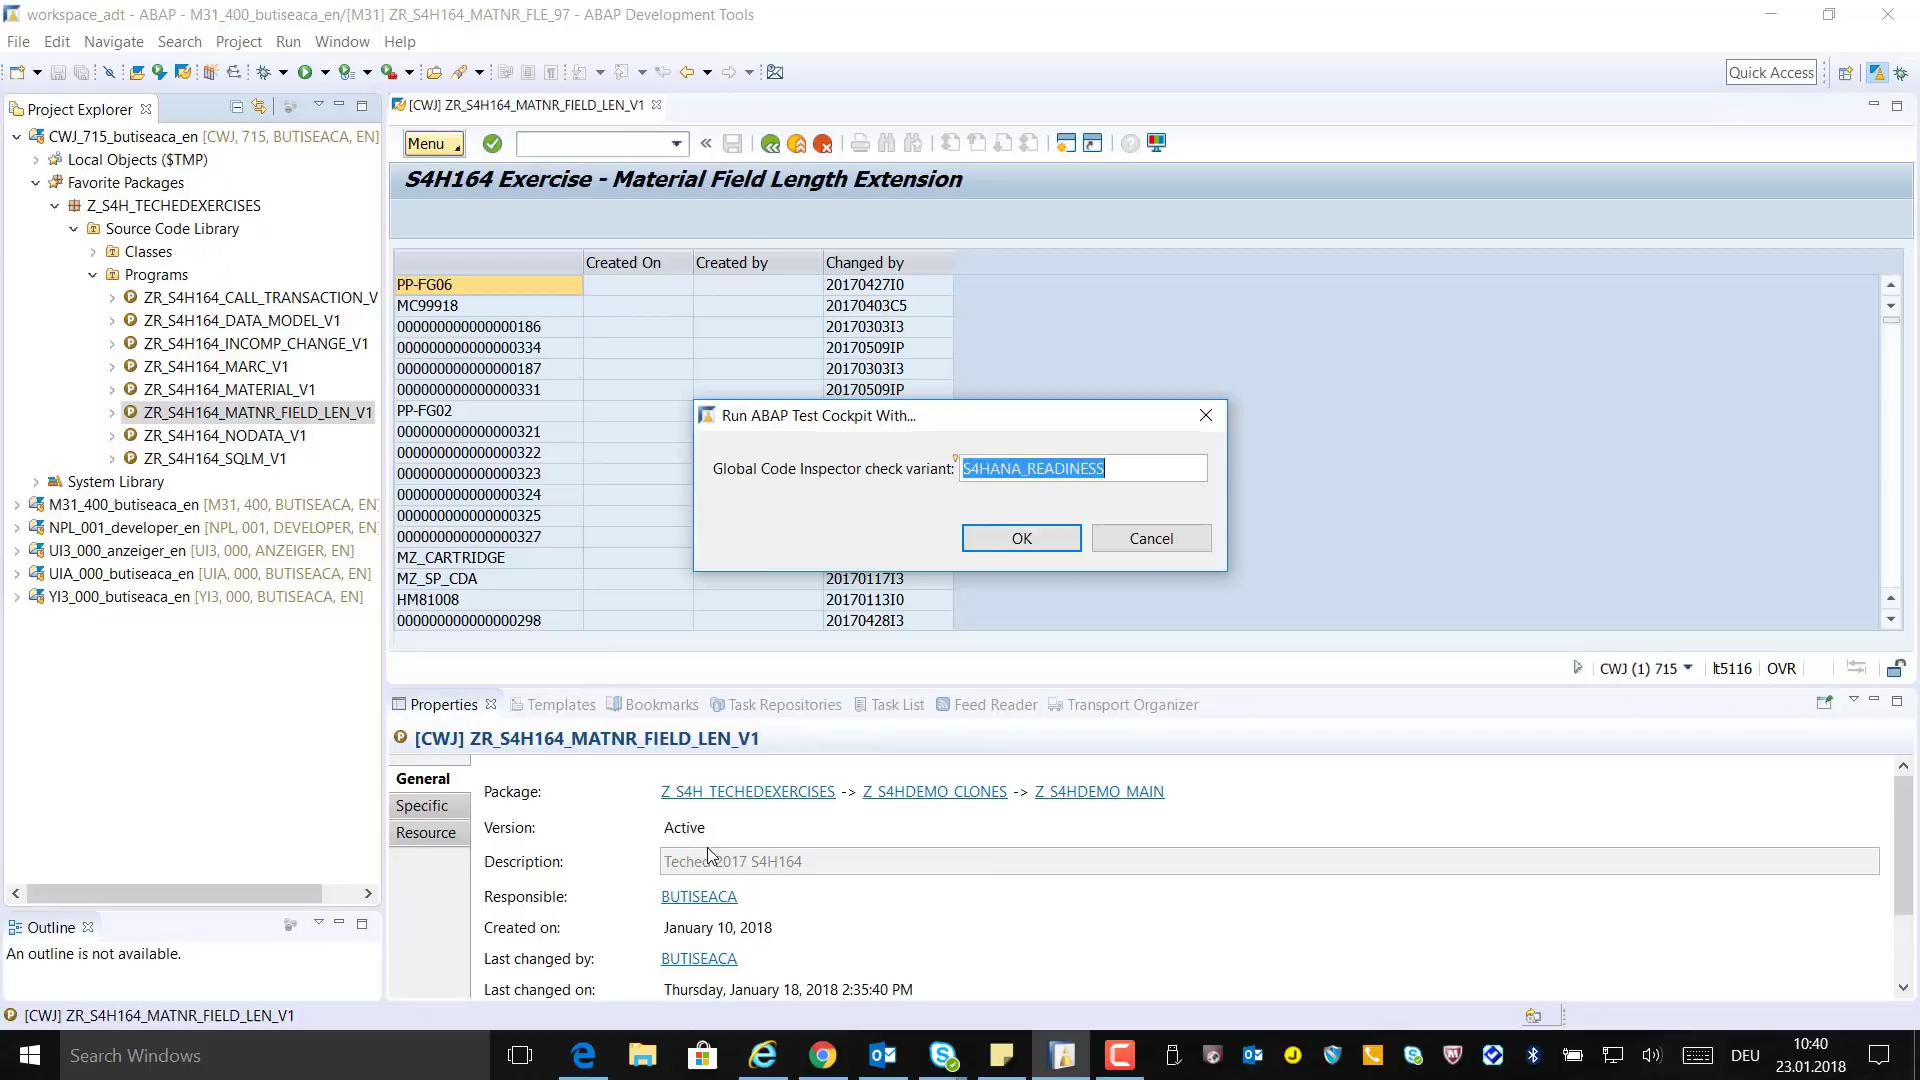 workspace_adt - ABAP - M31_400_butiseaca_en/[M31] ZR_S4H164_MATNR_FLE_97 - ABAP Development Tools
File Edit Navigate Search Project Run Window Help
Quick Access
Project Explorer
CWJ_715_butiseaca_en [CWJ, 715, BUTISEACA, EN]
Local Objects ($TMP)
Favorite Packages
Z_S4H_TECHEDEXERCISES
Source Code Library
Classes
Programs
ZR_S4H164_CALL_TRANSACTION_V
ZR_S4H164_DATA_MODEL_V1
ZR_S4H164_INCOMP_CHANGE_V1
ZR_S4H164_MARC_V1
ZR_S4H164_MATERIAL_V1
ZR_S4H164_MATNR_FIELD_LEN_V1
ZR_S4H164_NODATA_V1
ZR_S4H164_SQLM_V1
System Library
M31_400_butiseaca_en [M31, 400, BUTISEACA, EN]
NPL_001_developer_en [NPL, 001, DEVELOPER, EN]
UI3_000_anzeiger_en [UI3, 000, ANZEIGER, EN]
UIA_000_butiseaca_en [UIA, 000, BUTISEACA, EN]
YI3_000_butiseaca_en [YI3, 000, BUTISEACA, EN]
Outline
An outline is not available.
[CWJ] ZR_S4H164_MATNR_FIELD_LEN_V1
Menu
S4H164 Exercise - Material Field Length Extension
Created On Created by Changed by
PP-FG06 20170427I0
MC99918 20170403C5
000000000000000186 20170303I3
000000000000000334 20170509IP
000000000000000187 20170303I3
000000000000000331 20170509IP
PP-FG02
000000000000000321
000000000000000322
000000000000000323
000000000000000324
000000000000000325
000000000000000327
MZ_CARTRIDGE
MZ_SP_CDA 20170117I3
HM81008 20170113I0
000000000000000298 20170428I3
Run ABAP Test Cockpit With...
Global Code Inspector check variant: S4HANA_READINESS
OK Cancel
CWJ (1) 715 lt5116 OVR
Properties Templates Bookmarks Task Repositories Task List Feed Reader Transport Organizer
[CWJ] ZR_S4H164_MATNR_FIELD_LEN_V1
General
Specific
Resource
Package: Z_S4H_TECHEDEXERCISES -> Z_S4HDEMO_CLONES -> Z_S4HDEMO_MAIN
Version: Active
Description: Teched 2017 S4H164
Responsible: BUTISEACA
Created on: January 10, 2018
Last changed by: BUTISEACA
Last changed on: Thursday, January 18, 2018 2:35:40 PM
[CWJ] ZR_S4H164_MATNR_FIELD_LEN_V1
Search Windows
DEU
10:40
23.01.2018